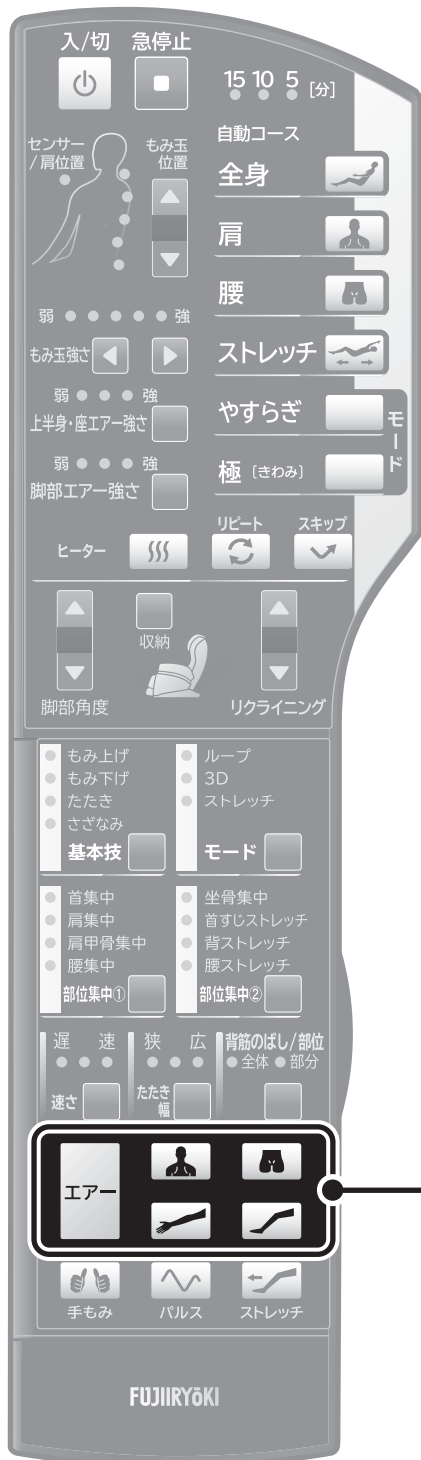 入/切 急停止
15 10 5 [分]
センサー
/肩位置
もみ玉
位置
自動コース
全身
肩
腰
ストレッチ
やすらぎ
極 [きわみ]
モード
弱 強
もみ玉強さ
弱 強
上半身・座エアー強さ
弱 強
脚部エアー強さ
ヒーター
リピート
スキップ
収納
脚部角度
リクライニング
もみ上げ
もみ下げ
たたき
さざなみ
基本技
ループ
3D
ストレッチ
モード
首集中
肩集中
肩甲骨集中
腰集中
部位集中①
坐骨集中
首すじストレッチ
背ストレッチ
腰ストレッチ
部位集中②
遅 速
速さ
狭 広
たたき
幅
背筋のばし/部位
全体 部分
エアー
手もみ
パルス
ストレッチ
FUJIIRYōKI